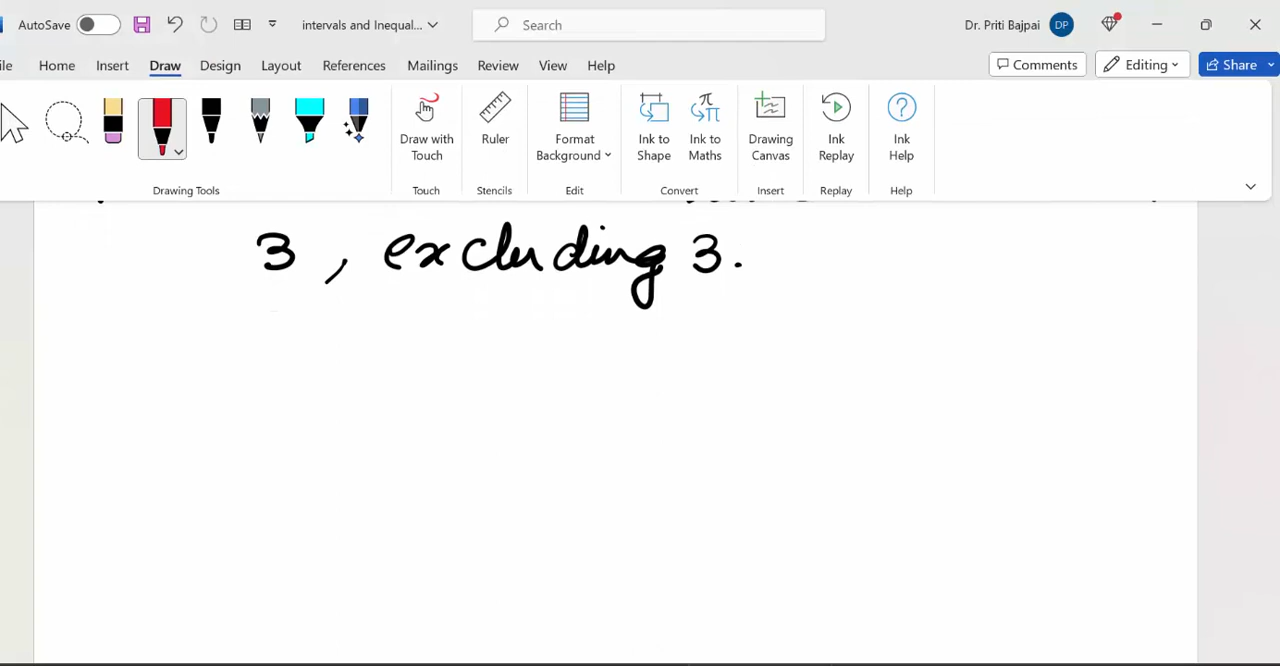 AutoSave intervals and Inequal... Search Dr. Priti Bajpai DP
Home Insert Draw Design Layout References Mailings Review View Help Comments Editing Share
Draw with Touch Ruler Format Background Ink to Shape Ink to Maths Drawing Canvas Ink Replay Ink Help
Drawing Tools Touch Stencils Edit Convert Insert Replay Help
3 , excluding 3.